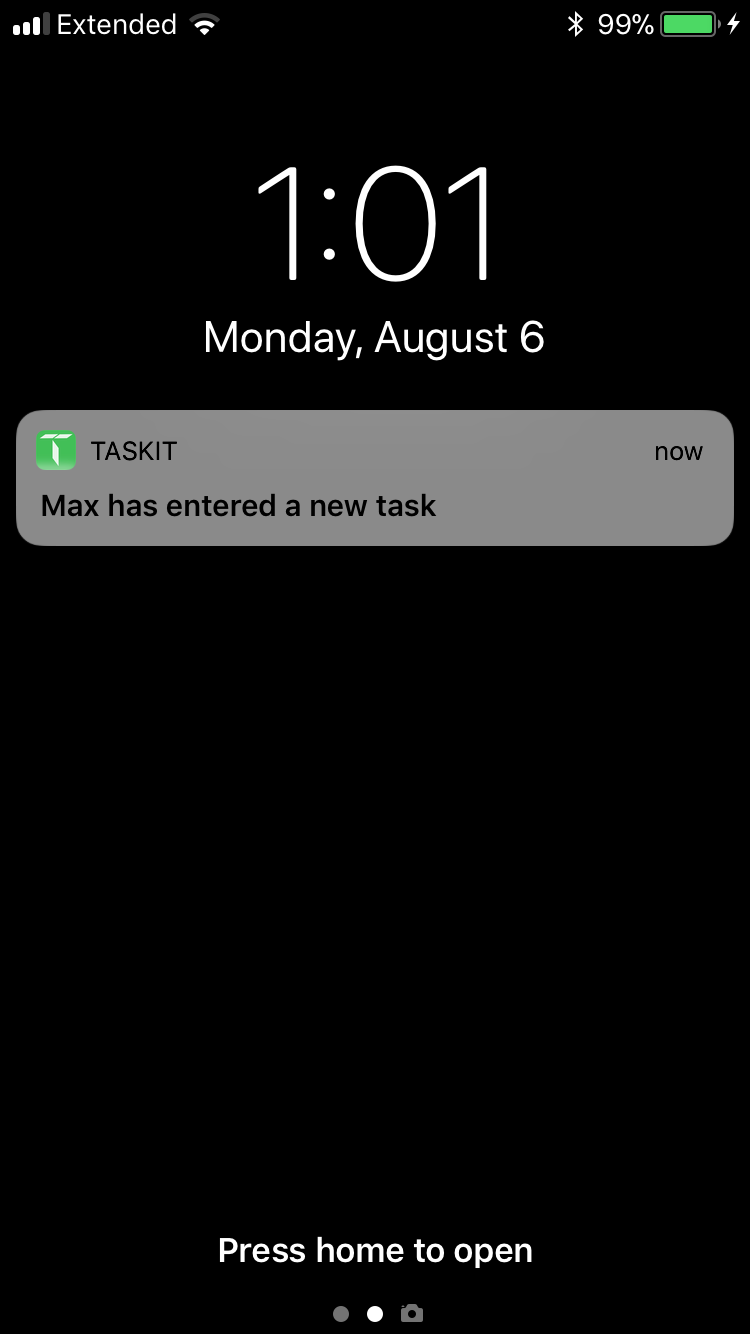 Extended 99%
1:01
Monday, August 6
TASKIT now
Max has entered a new task
Press home to open